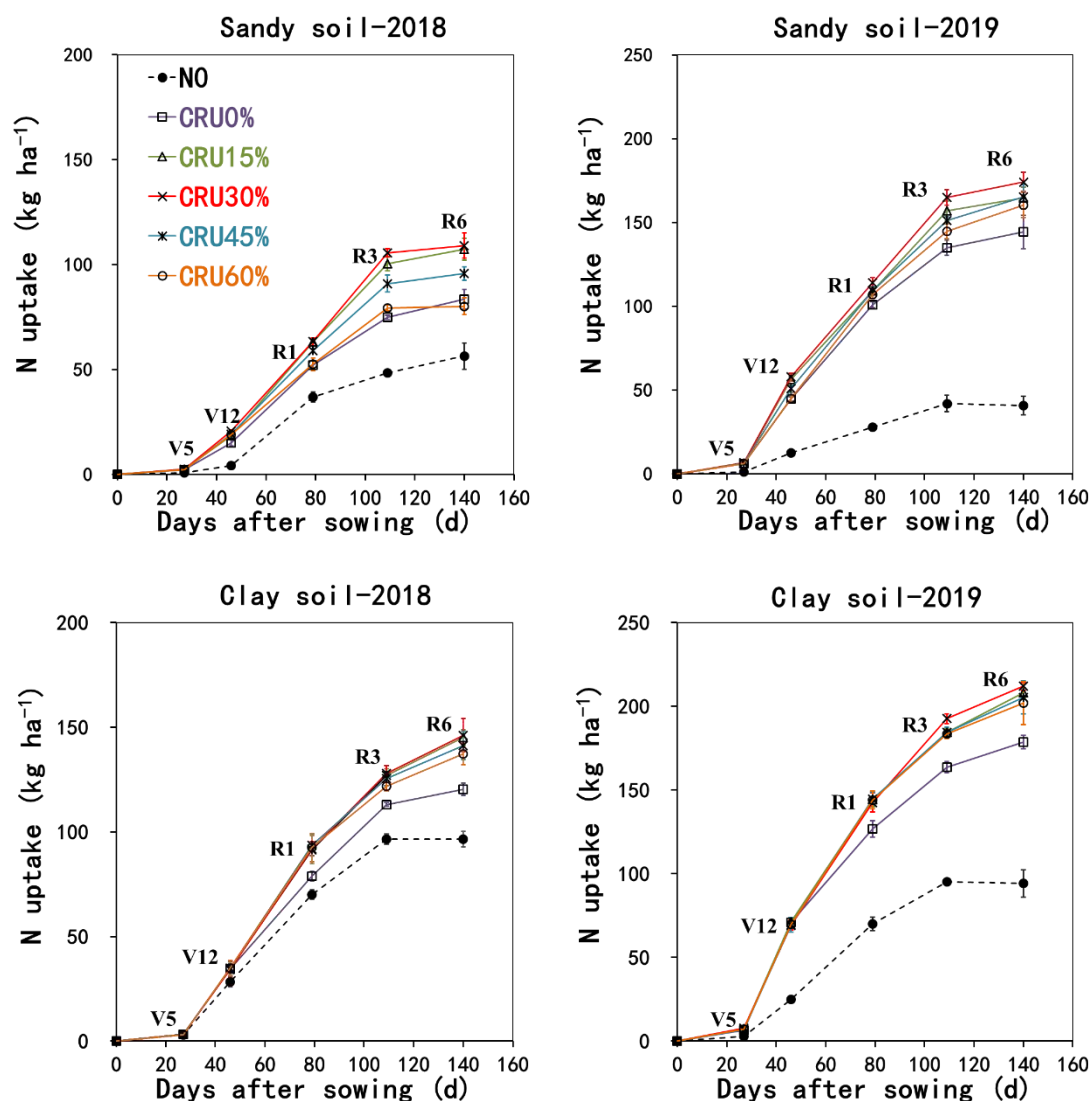 Sandy soil-2018
N uptake (kg ha⁻¹)
200
150
100
50
0
N0
CRU0%
CRU15%
CRU30%
CRU45%
CRU60%
V5
V12
R1
R3
R6
0 20 40 60 80 100 120 140 160
Days after sowing (d)
Sandy soil-2019
N uptake (kg ha⁻¹)
250
200
150
100
50
0
V5
V12
R1
R3
R6
0 20 40 60 80 100 120 140 160
Days after sowing (d)
Clay soil-2018
N uptake (kg ha⁻¹)
200
150
100
50
0
V5
V12
R1
R3
R6
0 20 40 60 80 100 120 140 160
Days after sowing (d)
Clay soil-2019
N uptake (kg ha⁻¹)
250
200
150
100
50
0
V5
V12
R1
R3
R6
0 20 40 60 80 100 120 140 160
Days after sowing (d)